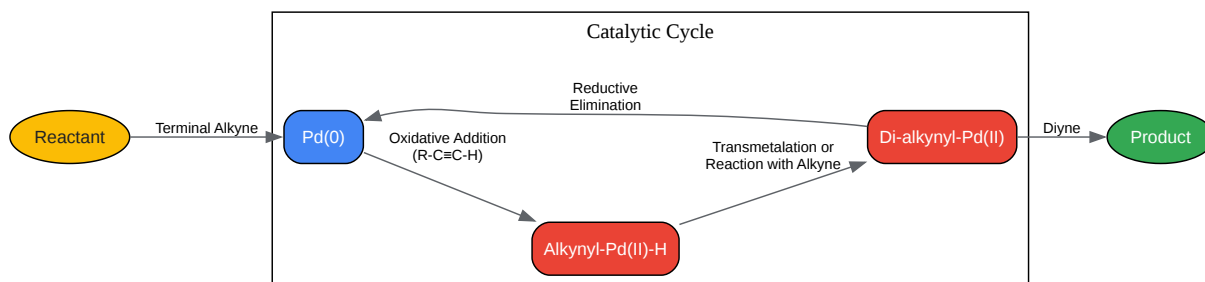 Catalytic Cycle
Reactant
Terminal Alkyne
Pd(0)
Reductive
Elimination
Oxidative Addition
(R-C≡C-H)
Alkynyl-Pd(II)-H
Transmetalation or
Reaction with Alkyne
Di-alkynyl-Pd(II)
Diyne
Product